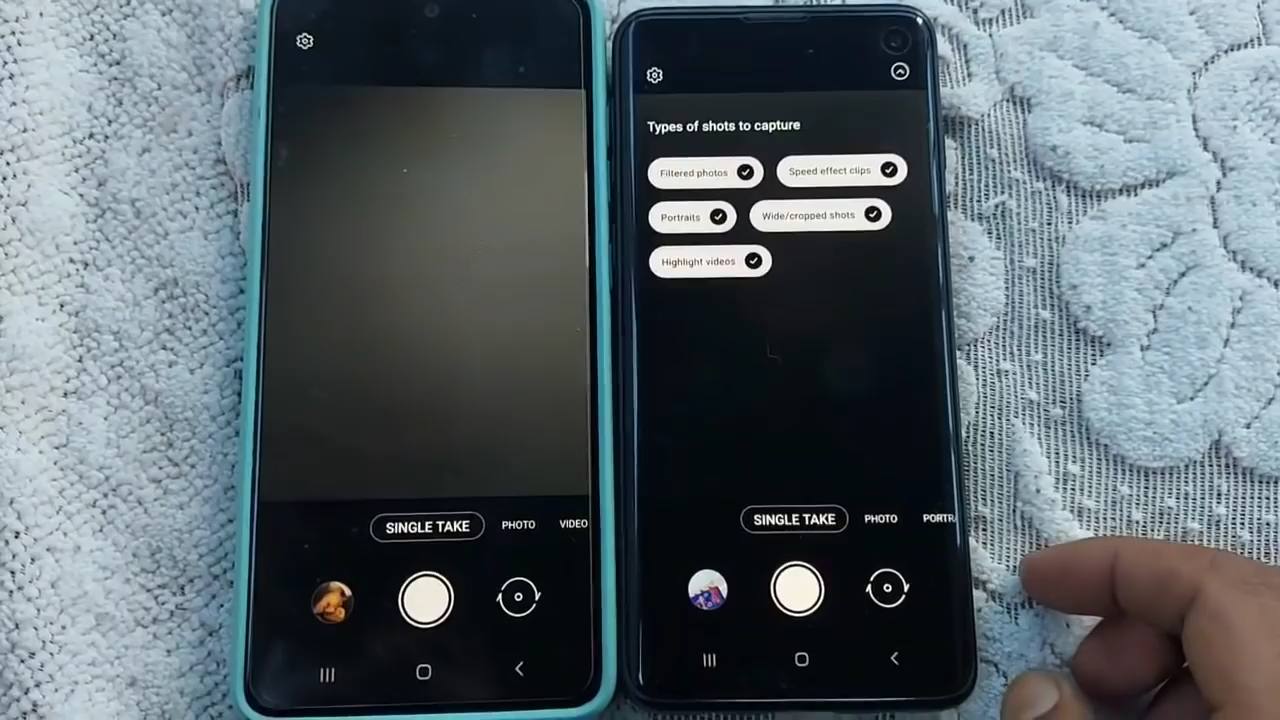 SINGLE TAKE PHOTO VIDEO
Types of shots to capture
Filtered photos Speed effect clips
Portraits Wide/cropped shots
Highlight videos
SINGLE TAKE PHOTO PORTRA